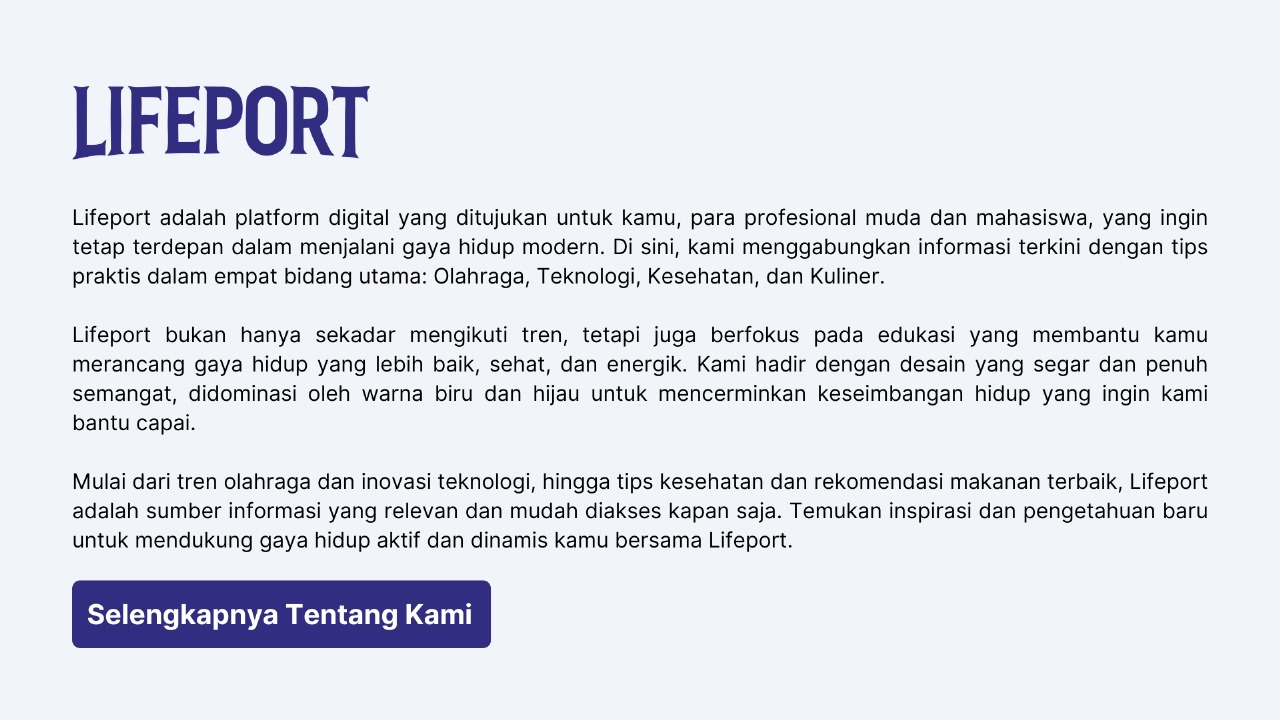 LIFEPORT
Lifeport adalah platform digital yang ditujukan untuk kamu, para profesional muda dan mahasiswa, yang ingin
tetap terdepan dalam menjalani gaya hidup modern. Di sini, kami menggabungkan informasi terkini dengan tips
praktis dalam empat bidang utama: Olahraga, Teknologi, Kesehatan, dan Kuliner.
Lifeport bukan hanya sekadar mengikuti tren, tetapi juga berfokus pada edukasi yang membantu kamu
merancang gaya hidup yang lebih baik, sehat, dan energik. Kami hadir dengan desain yang segar dan penuh
semangat, didominasi oleh warna biru dan hijau untuk mencerminkan keseimbangan hidup yang ingin kami
bantu capai.
Mulai dari tren olahraga dan inovasi teknologi, hingga tips kesehatan dan rekomendasi makanan terbaik, Lifeport
adalah sumber informasi yang relevan dan mudah diakses kapan saja. Temukan inspirasi dan pengetahuan baru
untuk mendukung gaya hidup aktif dan dinamis kamu bersama Lifeport.
Selengkapnya Tentang Kami